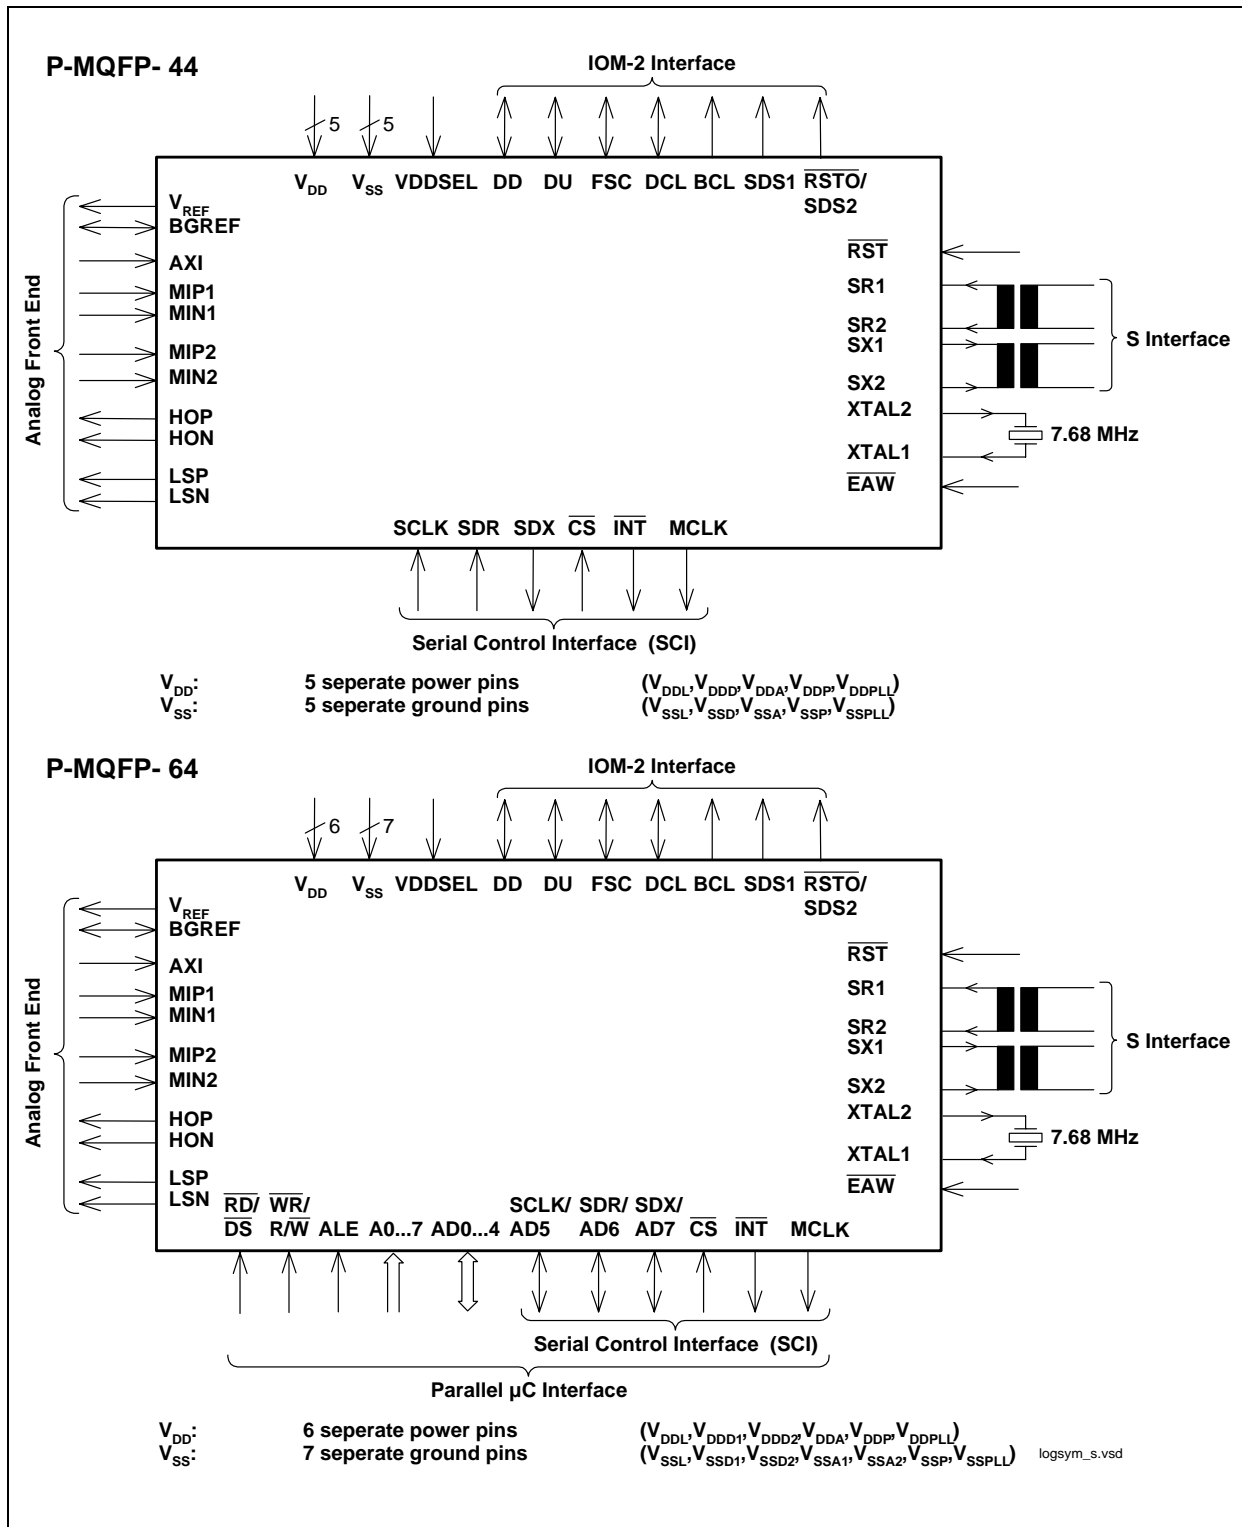 P-MQFP- 44
IOM-2 Interface
5 5
VDD VSS VDDSEL DD DU FSC DCL BCL SDS1 RSTO/
SDS2
VREF
BGREF
AXI
MIP1
MIN1
MIP2
MIN2
HOP
HON
LSP
LSN
Analog Front End
RST
SR1
SR2
SX1
SX2
S Interface
XTAL2
7.68 MHz
XTAL1
EAW
SCLK SDR SDX CS INT MCLK
Serial Control Interface (SCI)
VDD: 5 seperate power pins (VDDL,VDDD,VDDA,VDDP,VDDPLL)
VSS: 5 seperate ground pins (VSSL,VSSD,VSSA,VSSP,VSSPLL)
P-MQFP- 64
IOM-2 Interface
6 7
VDD VSS VDDSEL DD DU FSC DCL BCL SDS1 RSTO/
SDS2
VREF
BGREF
AXI
MIP1
MIN1
MIP2
MIN2
HOP
HON
LSP
LSN
Analog Front End
RST
SR1
SR2
SX1
SX2
S Interface
XTAL2
7.68 MHz
XTAL1
EAW
RD/ WR/ SCLK/ SDR/ SDX/
DS R/W ALE A0...7 AD0...4 AD5 AD6 AD7 CS INT MCLK
Serial Control Interface (SCI)
Parallel µC Interface
VDD: 6 seperate power pins (VDDL,VDDD1,VDDD2,VDDA,VDDP,VDDPLL)
VSS: 7 seperate ground pins (VSSL,VSSD1,VSSD2,VSSA1,VSSA2,VSSP,VSSPLL) logsym_s.vsd